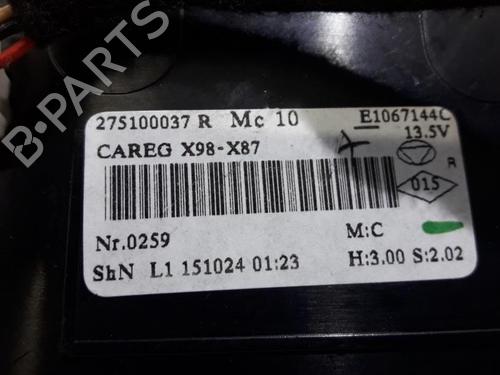 B-PARTS
275100037 R Mc 10 E1067144C
13.5V
CAREG X98-X87
R
015
Nr.0259 M:C
ShN L1 151024 01:23 H:3.00 S:2.02